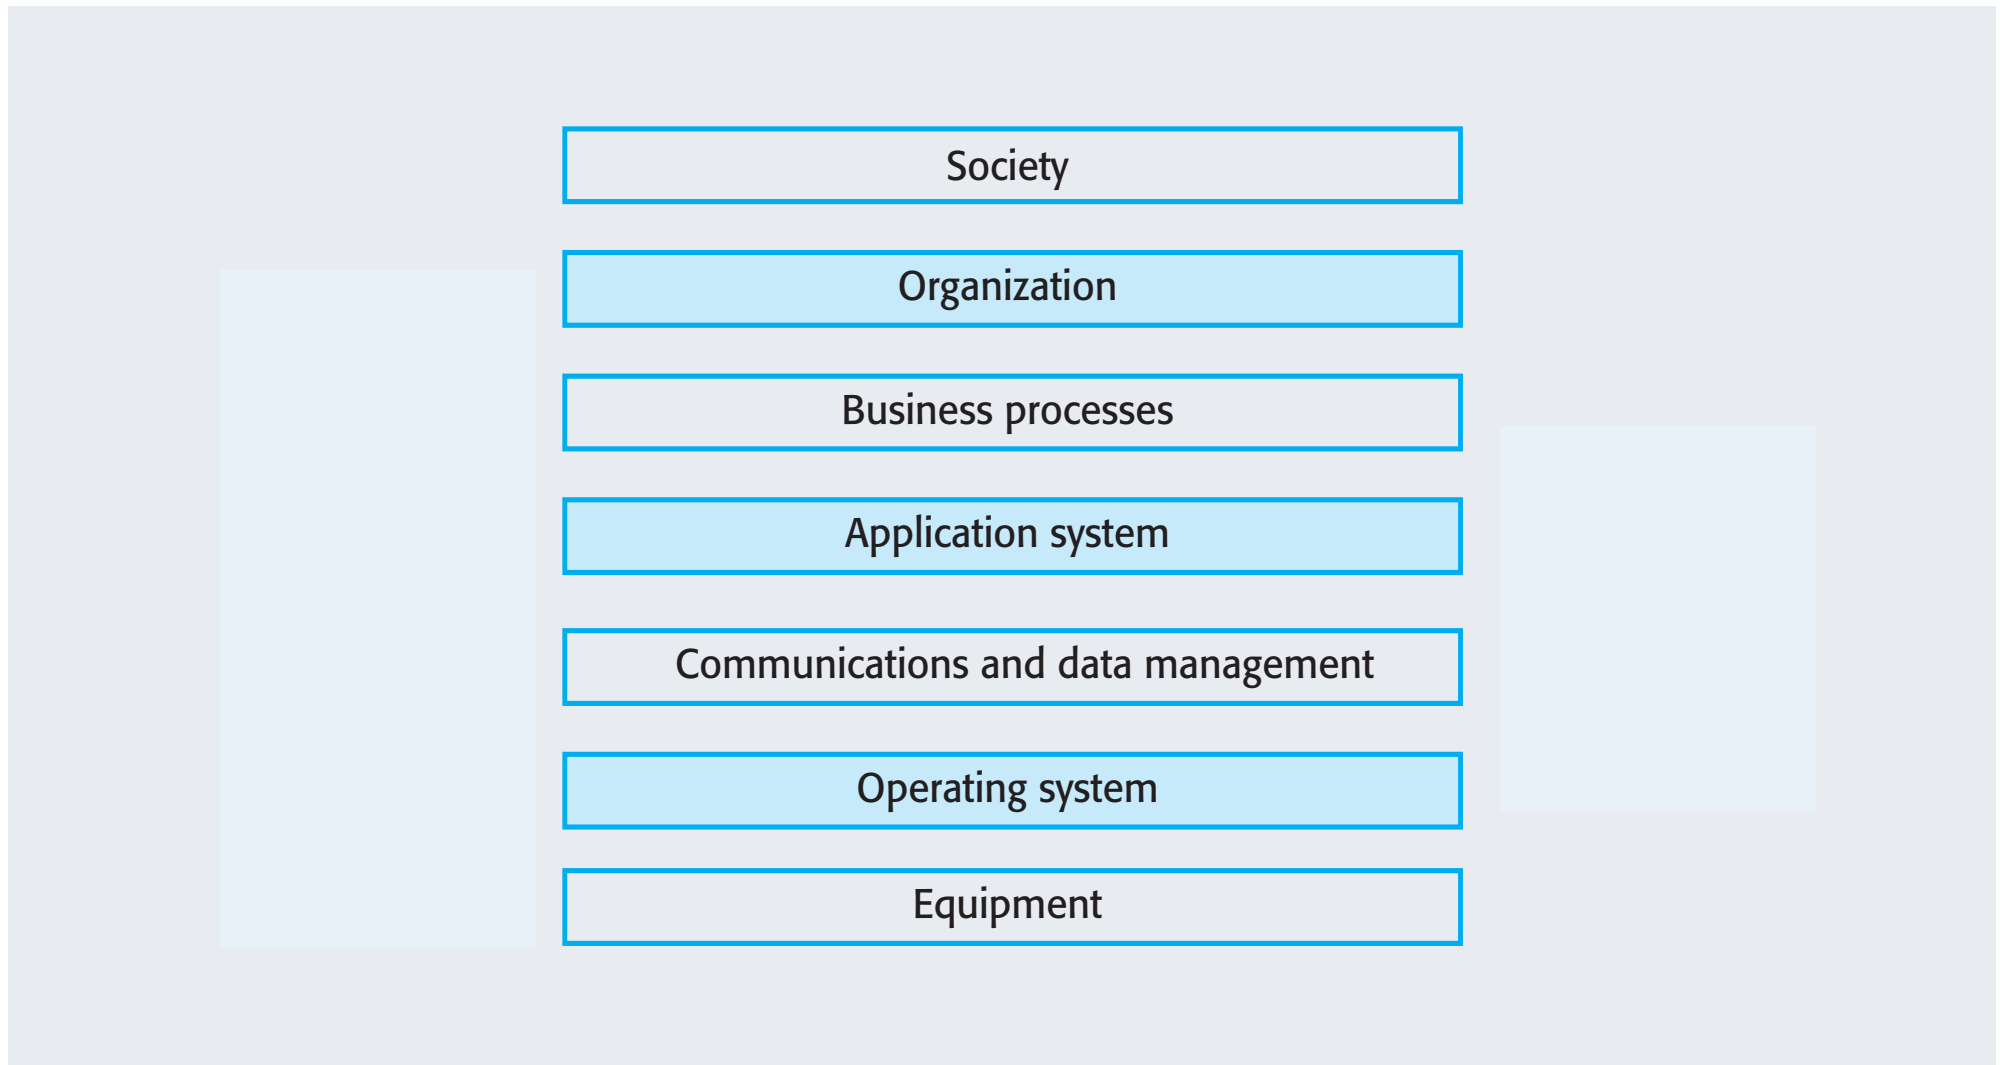 Society
Organization
Business processes
Application system
Communications and data management
Operating system
Equipment